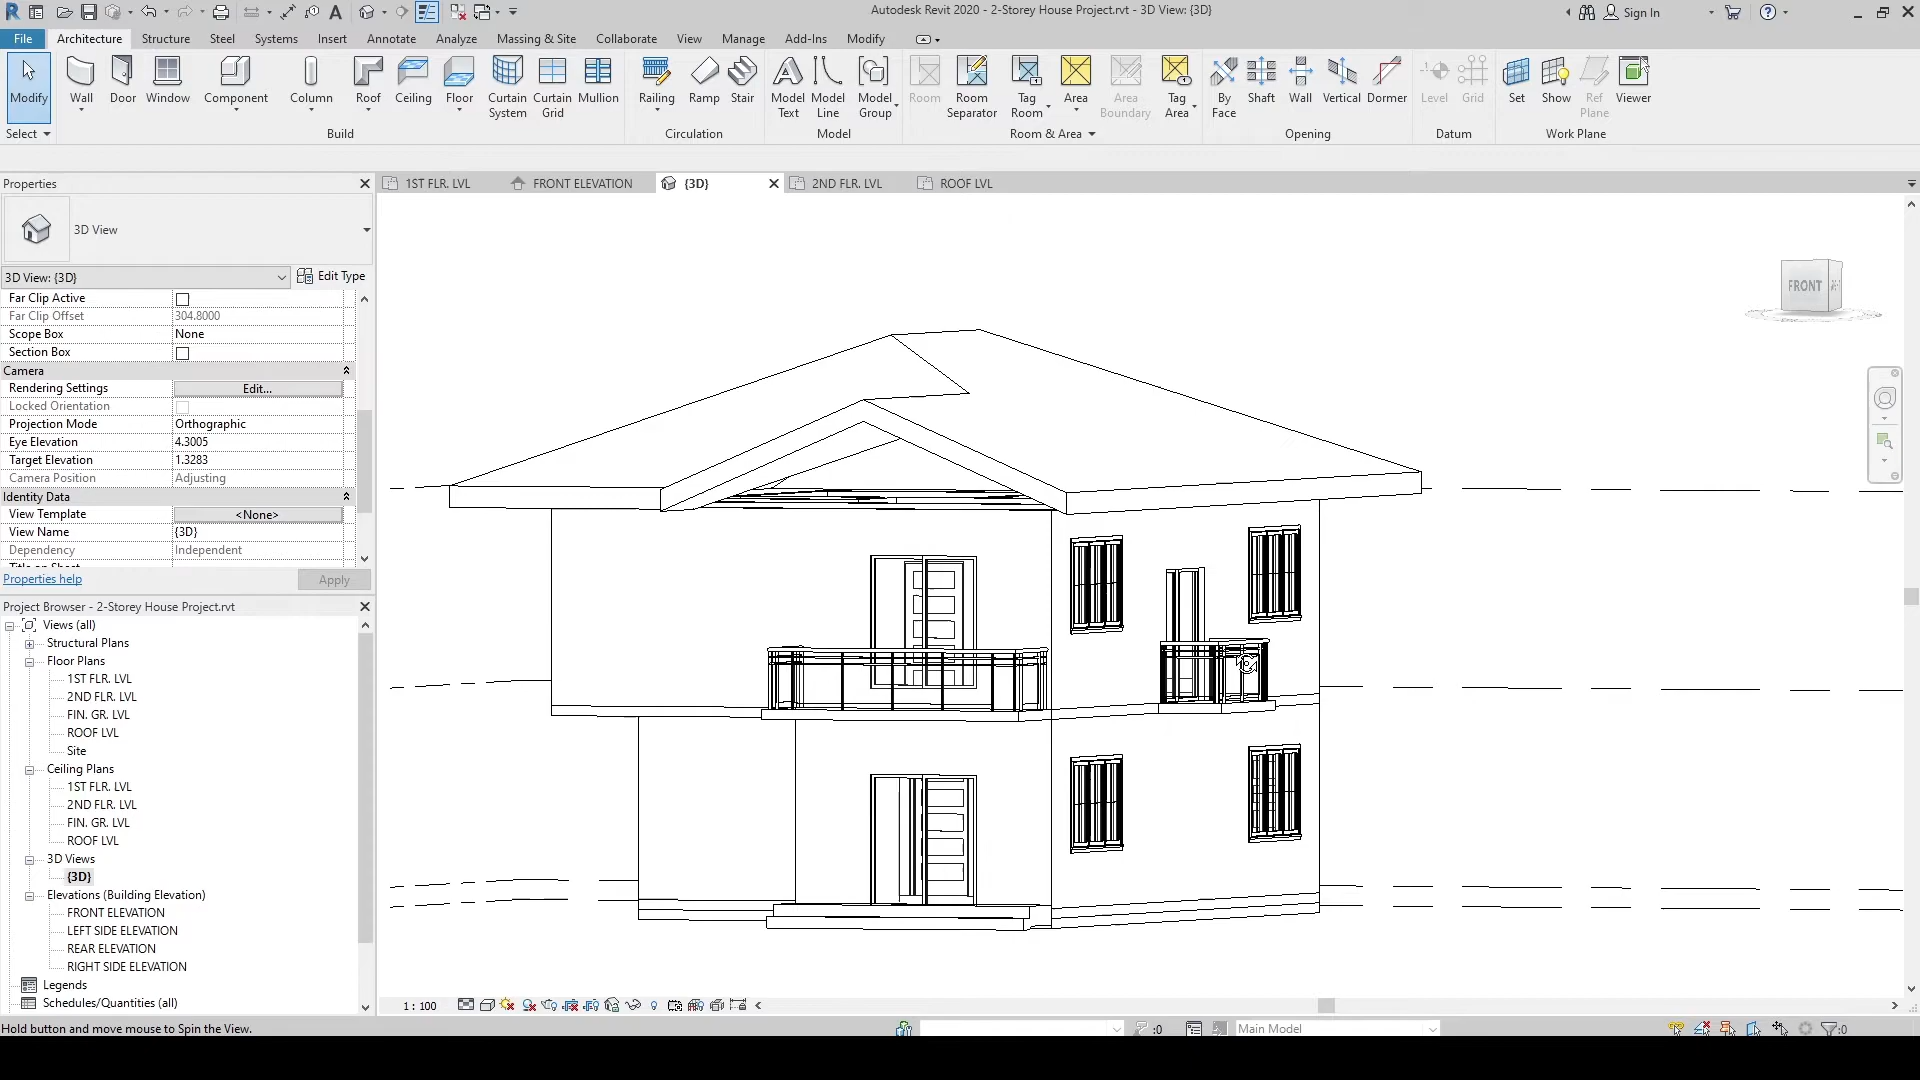 Autodesk Revit 2020 - 2-Storey House Project.rvt - 3D View: {3D}
Sign In
File
Architecture
Structure
Steel
Systems
Insert
Annotate
Analyze
Massing & Site
Collaborate
View
Manage
Add-Ins
Modify
Modify
Wall
Door
Window
Component
Column
Roof
Ceiling
Floor
Curtain System
Curtain Grid
Mullion
Railing
Ramp
Stair
Model Text
Model Line
Model Group
Room
Room Separator
Tag Room
Area
Area Boundary
Tag Area
By Face
Shaft
Wall
Vertical
Dormer
Level
Grid
Set
Show
Ref Plane
Viewer
Select
Build
Circulation
Model
Room & Area
Opening
Datum
Work Plane
Properties
1ST FLR. LVL
FRONT ELEVATION
{3D}
2ND FLR. LVL
ROOF LVL
3D View
3D View: {3D}
Edit Type
Far Clip Active
Far Clip Offset 304.8000
Scope Box None
Section Box
Camera
Rendering Settings Edit...
Locked Orientation
Projection Mode Orthographic
Eye Elevation 4.3005
Target Elevation 1.3283
Camera Position Adjusting
Identity Data
View Template <None>
View Name {3D}
Dependency Independent
Title on Sheet
Properties help
Apply
Project Browser - 2-Storey House Project.rvt
Views (all)
Structural Plans
Floor Plans
1ST FLR. LVL
2ND FLR. LVL
FIN. GR. LVL
ROOF LVL
Site
Ceiling Plans
1ST FLR. LVL
2ND FLR. LVL
FIN. GR. LVL
ROOF LVL
3D Views
{3D}
Elevations (Building Elevation)
FRONT ELEVATION
LEFT SIDE ELEVATION
REAR ELEVATION
RIGHT SIDE ELEVATION
Legends
Schedules/Quantities (all)
FRONT
1 : 100
Hold button and move mouse to Spin the View.
:0
Main Model
:0